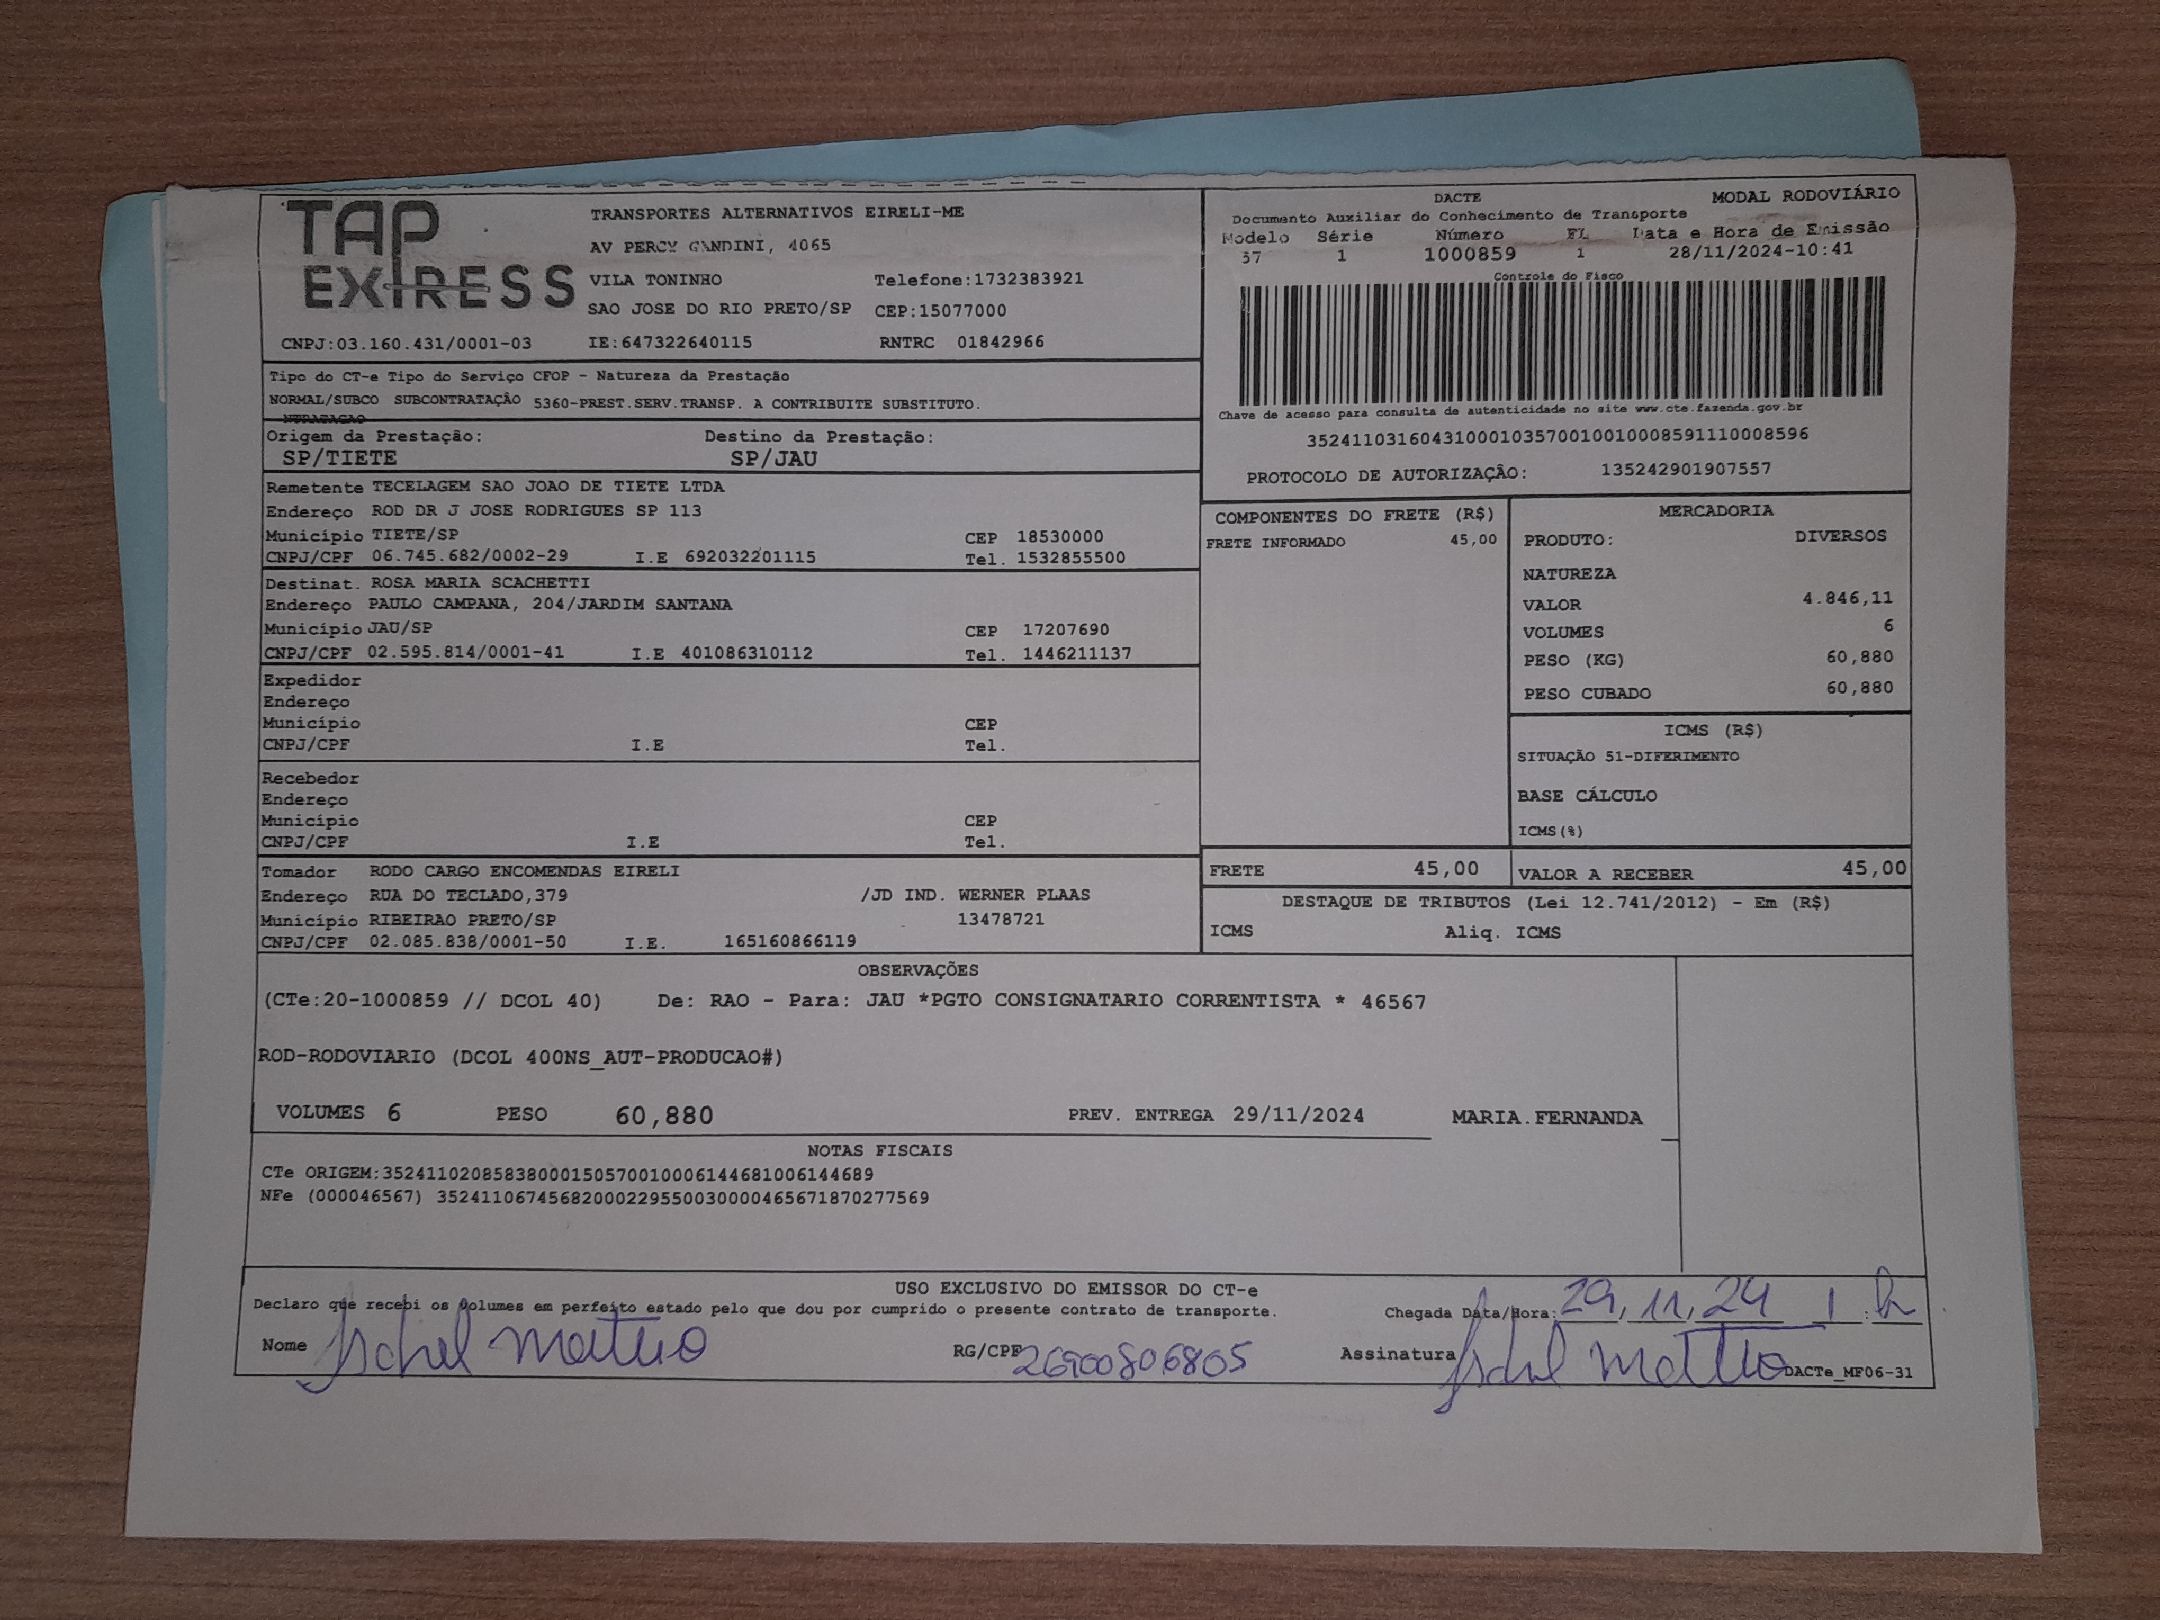 TAP
EXPRESS
TRANSPORTES ALTERNATIVOS EIRELI-ME
AV PERCY GANDINI, 4065
VILA TONINHO Telefone:1732383921
SAO JOSE DO RIO PRETO/SP CEP:15077000
CNPJ:03.160.431/0001-03 IE:647322640115 RNTRC 01842966
DACTE MODAL RODOVIÁRIO
Documento Auxiliar do Conhecimento de Transporte
Modelo Série Número FL Data e Hora de Emissão
57 1 1000859 1 28/11/2024-10:41
Controle do Fisco
Chave de acesso para consulta de autenticidade no site www.cte.fazenda.gov.br
35241103160431000103570010010008591110008596
PROTOCOLO DE AUTORIZAÇÃO: 135242901907557
Tipo do CT-e Tipo do Serviço CFOP - Natureza da Prestação
NORMAL/SUBCO SUBCONTRATAÇÃO 5360-PREST.SERV.TRANSP. A CONTRIBUITE SUBSTITUTO.
NTRATACAO
Origem da Prestação: Destino da Prestação:
SP/TIETE SP/JAU
Remetente TECELAGEM SAO JOAO DE TIETE LTDA
Endereço ROD DR J JOSE RODRIGUES SP 113
Município TIETE/SP CEP 18530000
CNPJ/CPF 06.745.682/0002-29 I.E 692032201115 Tel. 1532855500
Destinat. ROSA MARIA SCACHETTI
Endereço PAULO CAMPANA, 204/JARDIM SANTANA
Município JAU/SP CEP 17207690
CNPJ/CPF 02.595.814/0001-41 I.E 401086310112 Tel. 1446211137
Expedidor
Endereço
Município CEP
CNPJ/CPF I.E Tel.
Recebedor
Endereço
Município CEP
CNPJ/CPF I.E Tel.
Tomador RODO CARGO ENCOMENDAS EIRELI
Endereço RUA DO TECLADO,379 /JD IND. WERNER PLAAS
Município RIBEIRAO PRETO/SP 13478721
CNPJ/CPF 02.085.838/0001-50 I.E. 165160866119
COMPONENTES DO FRETE (R$)
FRETE INFORMADO 45,00
MERCADORIA
PRODUTO: DIVERSOS
NATUREZA
VALOR 4.846,11
VOLUMES 6
PESO (KG) 60,880
PESO CUBADO 60,880
ICMS (R$)
SITUAÇÃO 51-DIFERIMENTO
BASE CÁLCULO
ICMS(%)
FRETE 45,00 VALOR A RECEBER 45,00
DESTAQUE DE TRIBUTOS (Lei 12.741/2012) - Em (R$)
ICMS Aliq. ICMS
OBSERVAÇÕES
(CTe:20-1000859 // DCOL 40) De: RAO - Para: JAU *PGTO CONSIGNATARIO CORRENTISTA * 46567
ROD-RODOVIARIO (DCOL 400NS_AUT-PRODUCAO#)
VOLUMES 6 PESO 60,880 PREV. ENTREGA 29/11/2024 MARIA.FERNANDA
NOTAS FISCAIS
CTe ORIGEM:35241102085838000150570010006144681006144689
NFe (000046567) 35241106745682000229550030000465671870277569
USO EXCLUSIVO DO EMISSOR DO CT-e
Declaro que recebi os Volumes em perfeito estado pelo que dou por cumprido o presente contrato de transporte.
Chegada Data/Hora: 29, 11, 24 : h
Nome RG/CPF 26900806805 Assinatura
DACTe_MF06-31